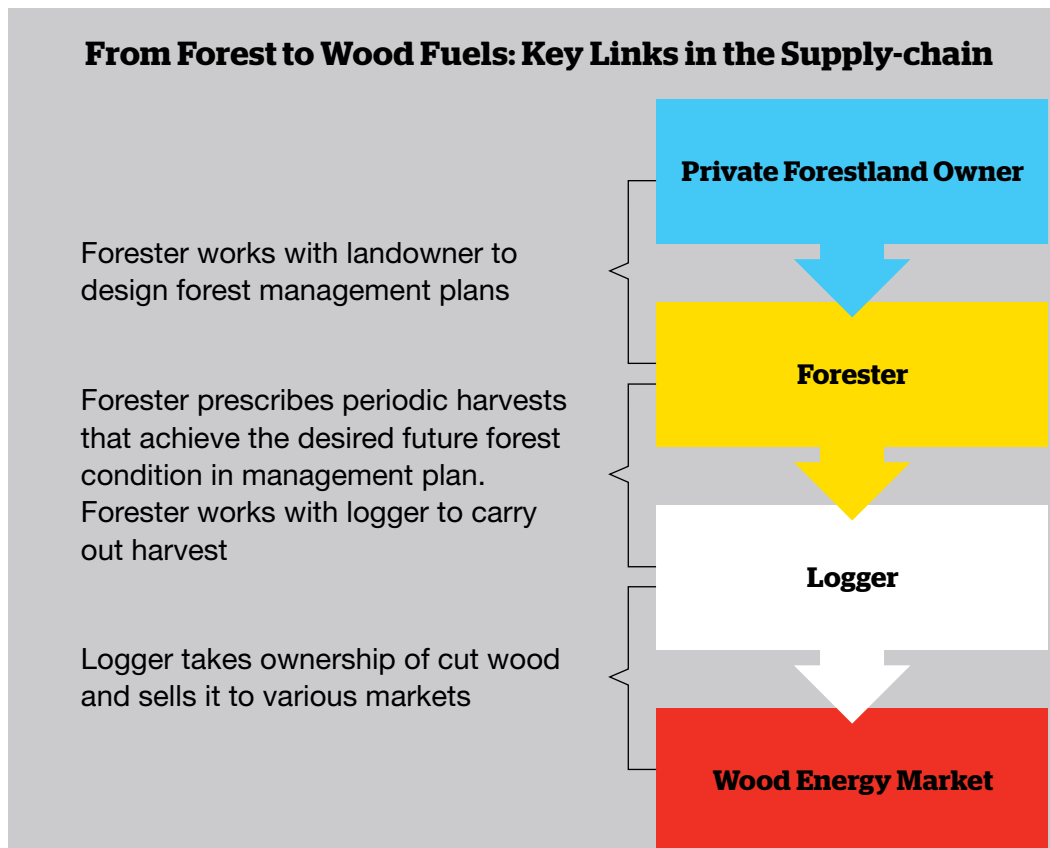 From Forest to Wood Fuels: Key Links in the Supply-chain
Private Forestland Owner
Forester works with landowner to
design forest management plans
Forester
Forester prescribes periodic harvests
that achieve the desired future forest
condition in management plan.
Forester works with logger to carry
out harvest
Logger
Logger takes ownership of cut wood
and sells it to various markets
Wood Energy Market